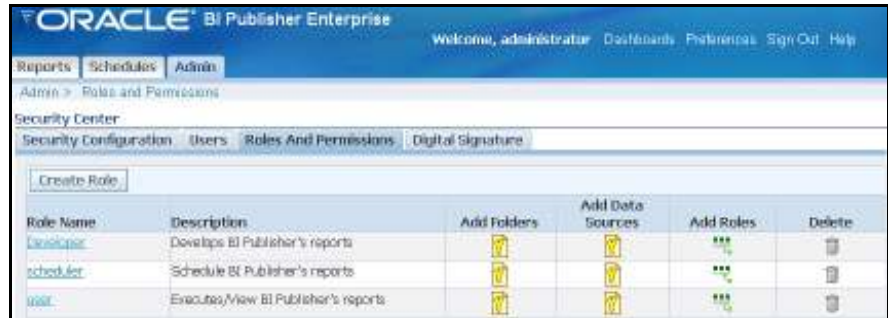 ORACLE BI Publisher Enterprise
Welcome, administrator Dashboards Preferences Sign Out Help
Reports Schedules Admin
Admin > Roles and Permissions
Security Center
Security Configuration Users Roles And Permissions Digital Signature
Create Role
Role Name Description Add Folders Add Data Sources Add Roles Delete
Developer Develops BI Publisher's reports
scheduler Schedule BI Publisher's reports
user Executes/View BI Publisher's reports